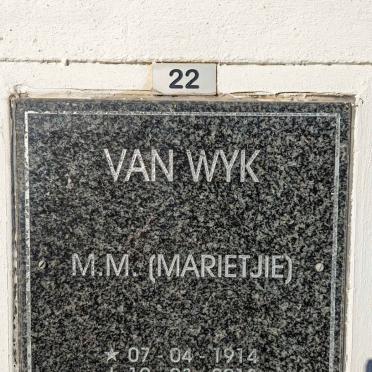 22
VAN WYK
M.M. (MARIETJIE)
★ 07 - 04 - 1914